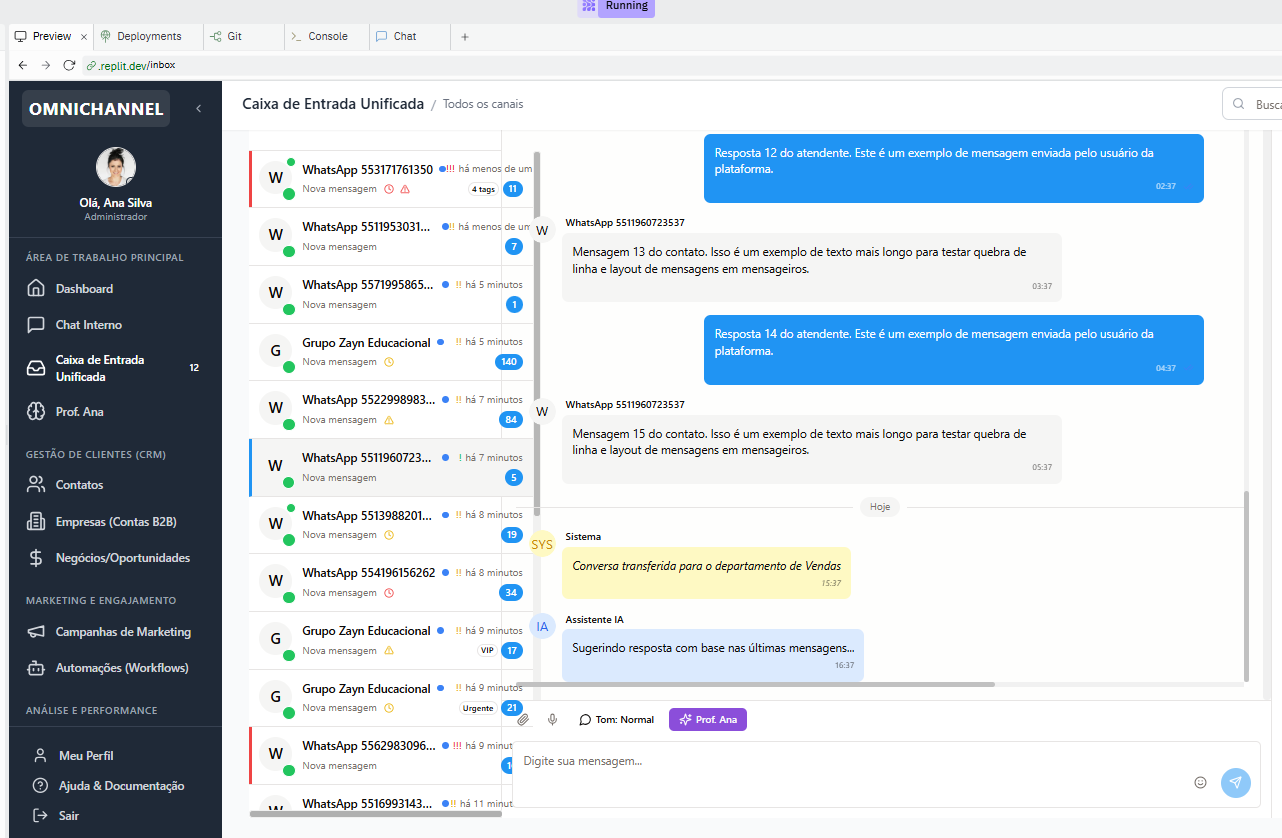 Running
Preview
Deployments
Git
Console
Chat
.replit.dev/inbox
OMNICHANNEL
Olá, Ana Silva
Administrador
ÁREA DE TRABALHO PRINCIPAL
Dashboard
Chat Interno
Caixa de Entrada
Unificada
12
Prof. Ana
GESTÃO DE CLIENTES (CRM)
Contatos
Empresas (Contas B2B)
Negócios/Oportunidades
MARKETING E ENGAJAMENTO
Campanhas de Marketing
Automações (Workflows)
ANÁLISE E PERFORMANCE
Meu Perfil
Ajuda & Documentação
Sair
Caixa de Entrada Unificada / Todos os canais
W
WhatsApp 553171761350 !!! há menos de um
Nova mensagem 4 tags 11
W
WhatsApp 5511953031... !! há menos de um
Nova mensagem 7
W
WhatsApp 5571995865... !! há 5 minutos
Nova mensagem 1
G
Grupo Zayn Educacional !! há 5 minutos
Nova mensagem 140
W
WhatsApp 5522998983... !! há 7 minutos
Nova mensagem 84
W
WhatsApp 5511960723... ! há 7 minutos
Nova mensagem 5
W
WhatsApp 5513988201... !! há 8 minutos
Nova mensagem 19
W
WhatsApp 554196156262 !! há 8 minutos
Nova mensagem 34
G
Grupo Zayn Educacional !! há 9 minutos
Nova mensagem VIP 17
G
Grupo Zayn Educacional !! há 9 minutos
Nova mensagem Urgente 21
W
WhatsApp 5562983096... !!! há 9 minut
Nova mensagem
W
WhatsApp 5516993143... !! há 11 minut
Resposta 12 do atendente. Este é um exemplo de mensagem enviada pelo usuário da
plataforma.
02:37
WhatsApp 5511960723537
W
Mensagem 13 do contato. Isso é um exemplo de texto mais longo para testar quebra de
linha e layout de mensagens em mensageiros.
03:37
Resposta 14 do atendente. Este é um exemplo de mensagem enviada pelo usuário da
plataforma.
04:37
WhatsApp 5511960723537
W
Mensagem 15 do contato. Isso é um exemplo de texto mais longo para testar quebra de
linha e layout de mensagens em mensageiros.
05:37
Hoje
Sistema
SYS
Conversa transferida para o departamento de Vendas
15:37
Assistente IA
IA
Sugerindo resposta com base nas últimas mensagens...
16:37
Tom: Normal
Prof. Ana
Digite sua mensagem...